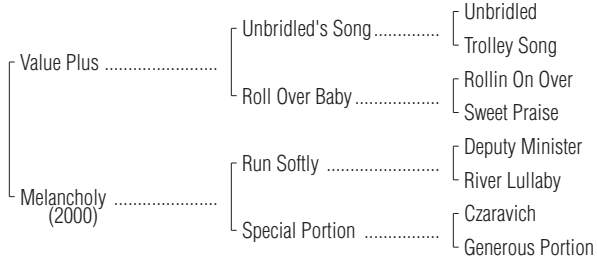 Unbridled
Unbridled's Song ..............
Trolley Song
Value Plus ........................
Rollin On Over
Roll Over Baby ..................
Sweet Praise
Deputy Minister
Run Softly ........................
River Lullaby
Melancholy ......................
(2000)
Czaravich
Special Portion ................
Generous Portion